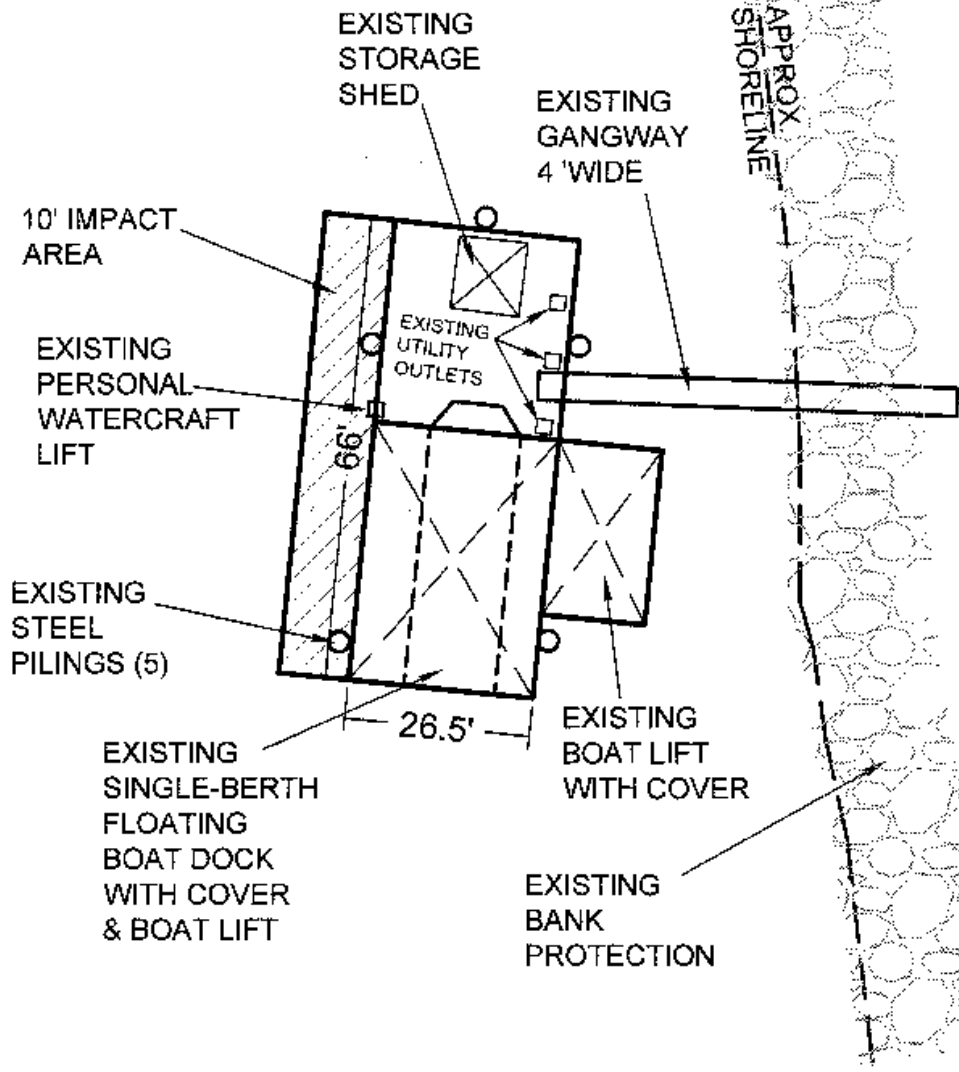 EXISTING
STORAGE
SHED
APPROX
SHORELINE
EXISTING
GANGWAY
4 'WIDE
10' IMPACT
AREA
EXISTING
UTILITY
OUTLETS
EXISTING
PERSONAL
WATERCRAFT
LIFT
66'
EXISTING
STEEL
PILINGS (5)
26.5'
EXISTING
SINGLE-BERTH
FLOATING
BOAT DOCK
WITH COVER
& BOAT LIFT
EXISTING
BOAT LIFT
WITH COVER
EXISTING
BANK
PROTECTION